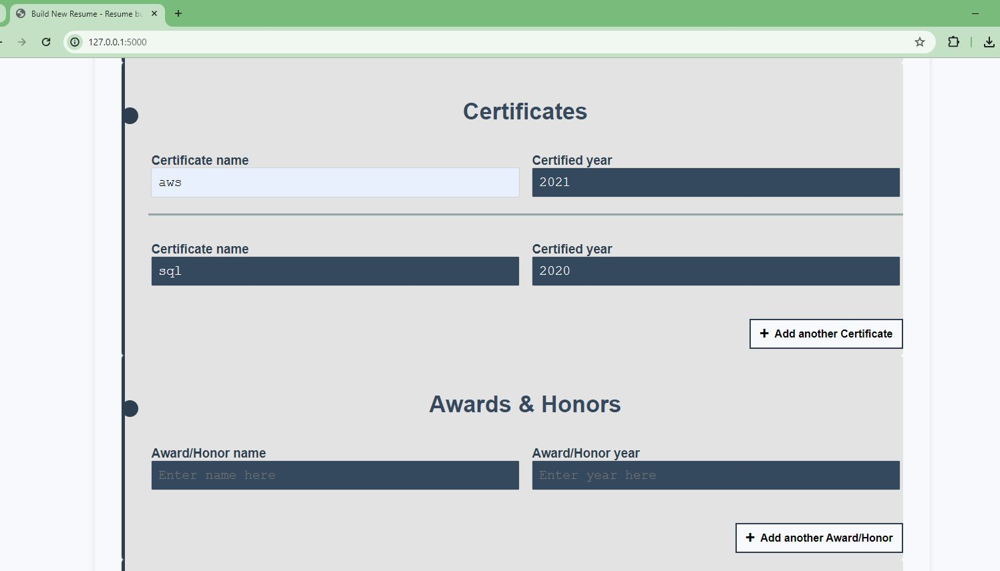 Build New Resume - Resume bu
127.0.0.1:5000
Certificates
Certificate name Certified year
aws 2021
Certificate name Certified year
sql 2020
+ Add another Certificate
Awards & Honors
Award/Honor name Award/Honor year
Enter name here Enter year here
+ Add another Award/Honor